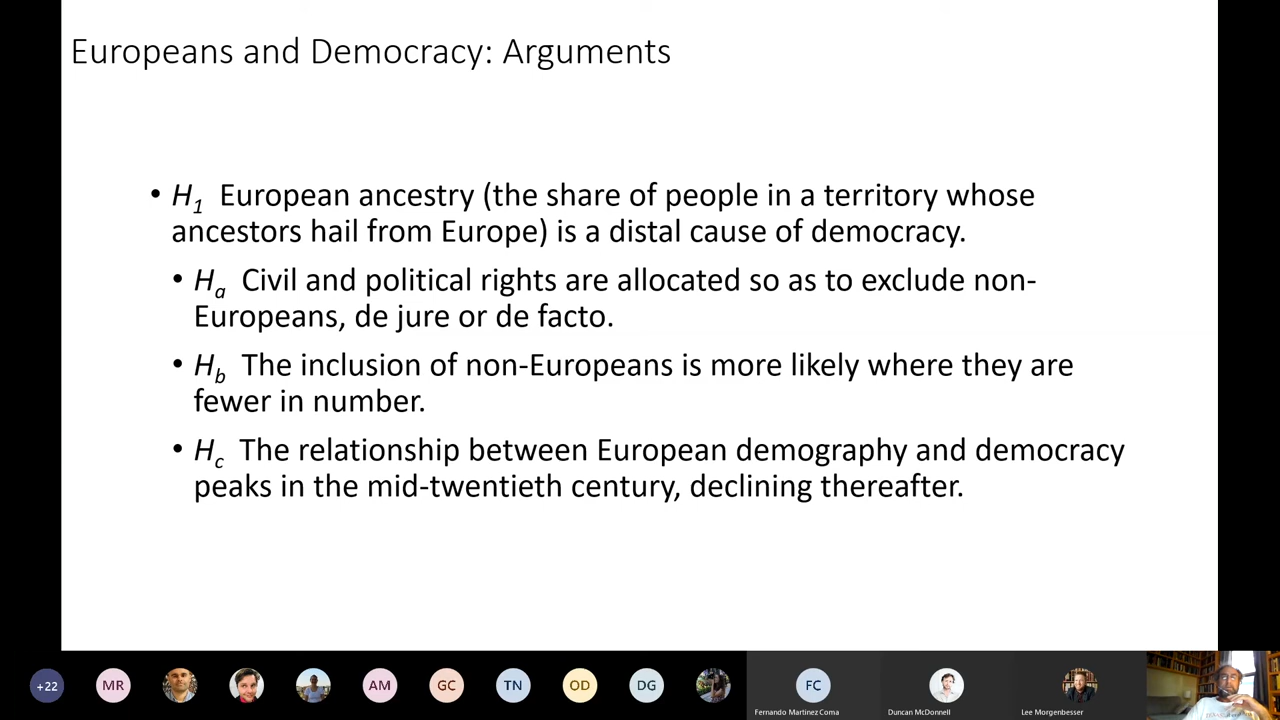 Europeans and Democracy: Arguments
• H1 European ancestry (the share of people in a territory whose
ancestors hail from Europe) is a distal cause of democracy.
• Ha Civil and political rights are allocated so as to exclude non-
Europeans, de jure or de facto.
• Hb The inclusion of non-Europeans is more likely where they are
fewer in number.
• Hc The relationship between European demography and democracy
peaks in the mid-twentieth century, declining thereafter.
+22 MR AM GC TN OD DG FC
Fernando Martinez Coma Duncan McDonnell Lee Morgenbesser